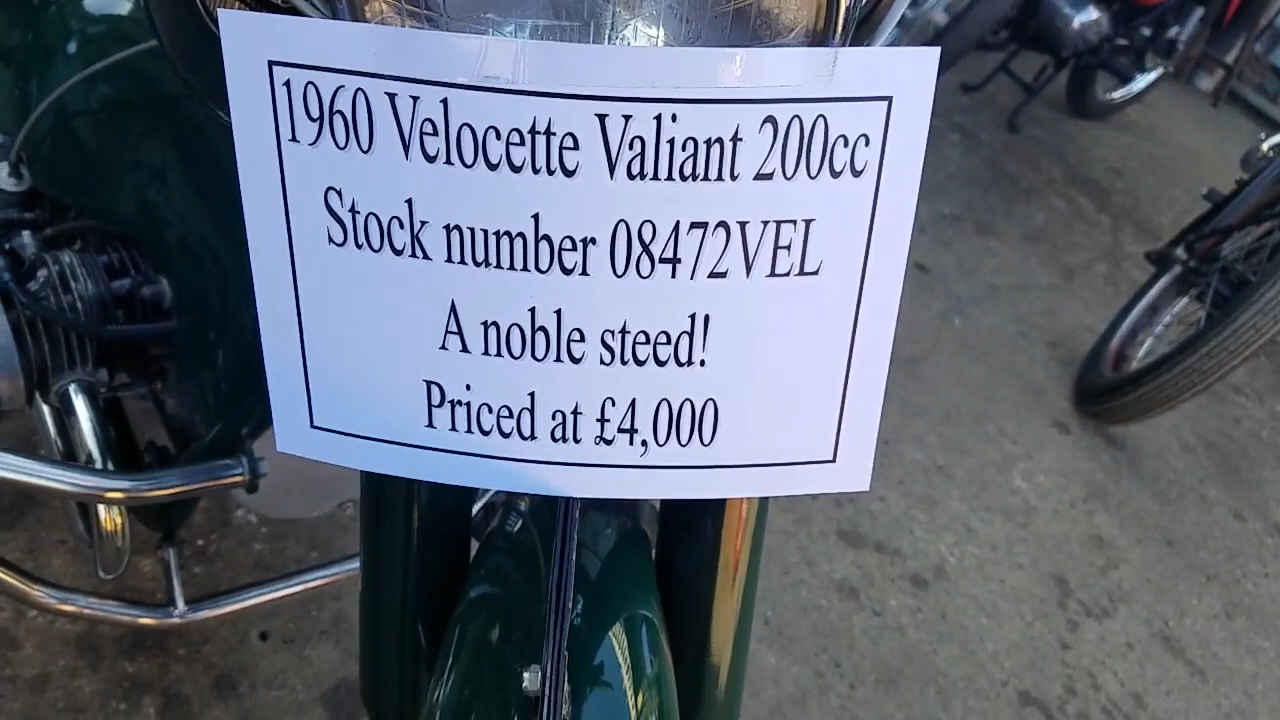 1960 Velocette Valiant 200cc
Stock number 08472VEL
A noble steed!
Priced at £4,000